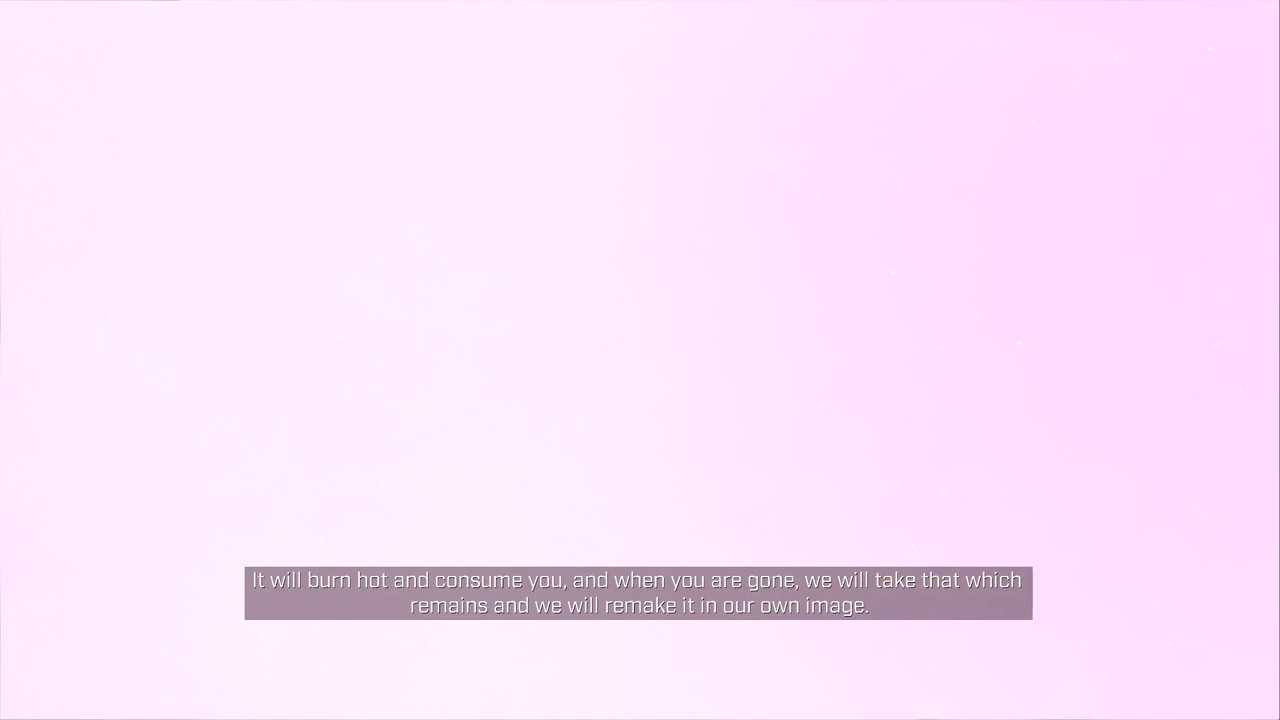 It will burn hot and consume you, and when you are gone, we will take that which
remains and we will remake it in our own image.